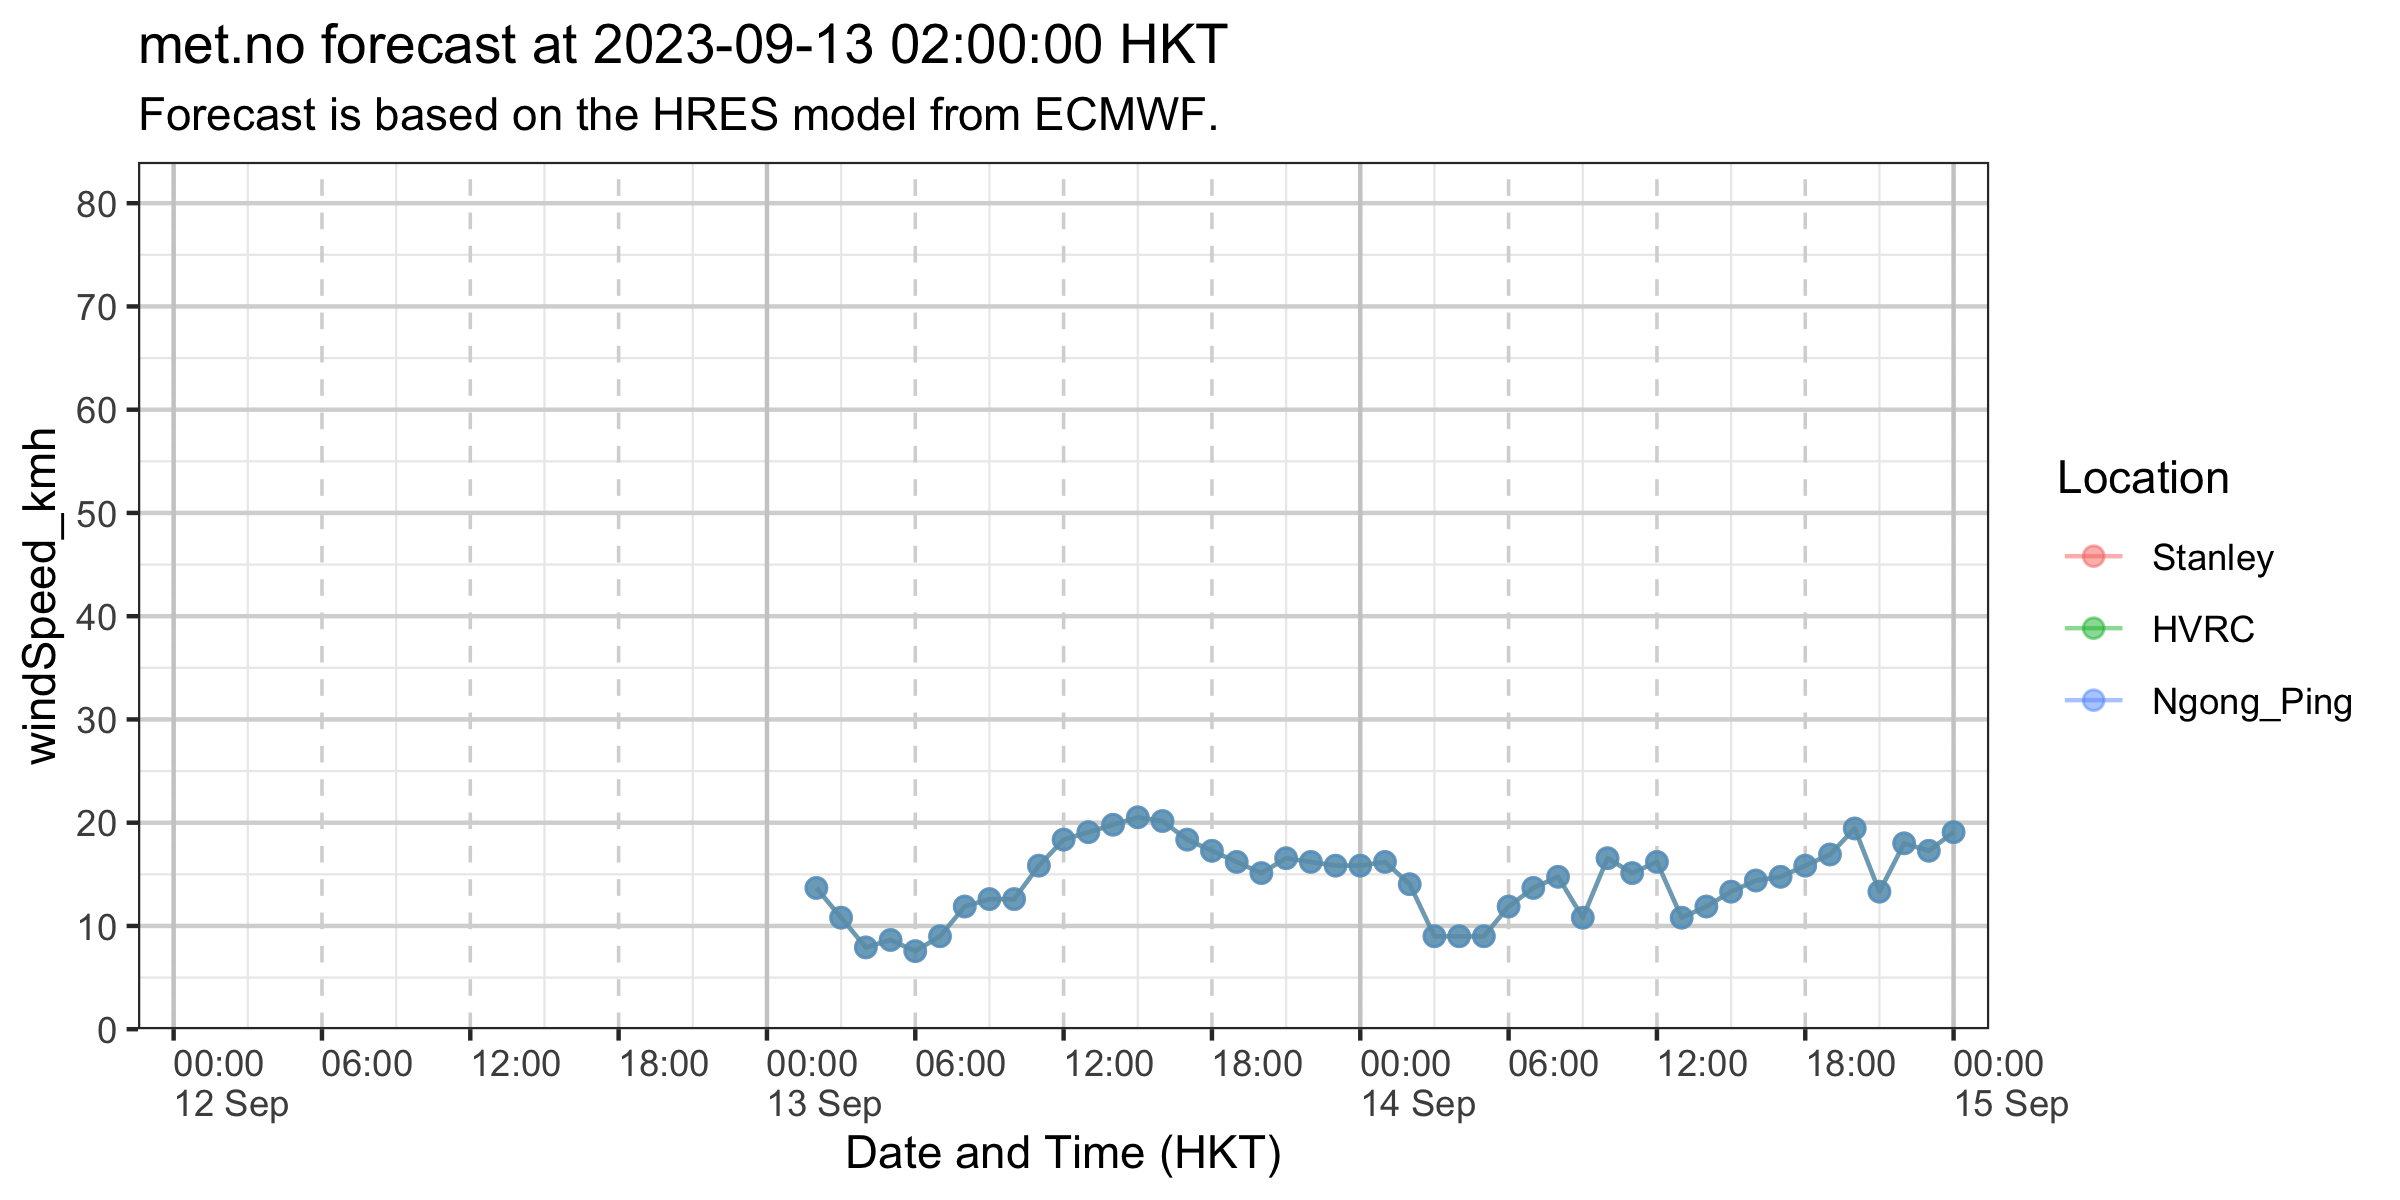 met.no forecast at 2023-09-13 02:00:00 HKT
Forecast is based on the HRES model from ECMWF.
windSpeed_kmh
80
70
60
50
40
30
20
10
0
00:00 06:00 12:00 18:00 00:00 06:00 12:00 18:00 00:00 06:00 12:00 18:00 00:00
12 Sep 13 Sep 14 Sep 15 Sep
Date and Time (HKT)
Location
Stanley
HVRC
Ngong_Ping